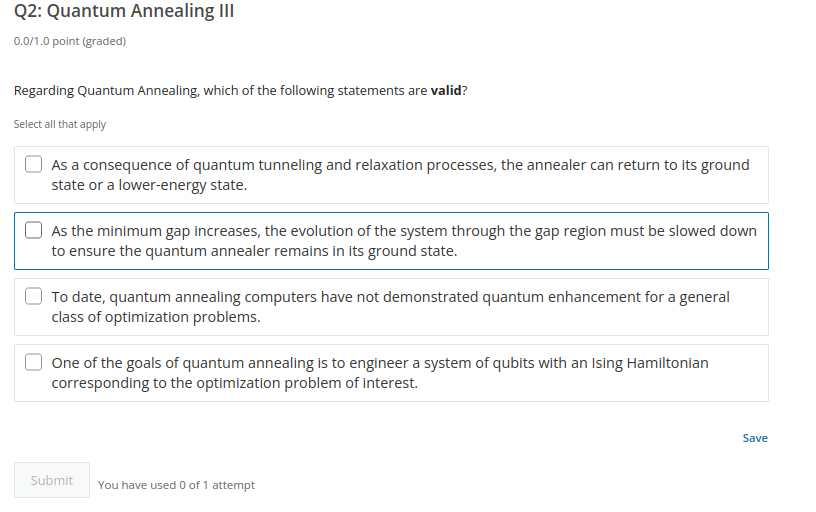 Q2: Quantum Annealing III
0.0/1.0 point (graded)
Regarding Quantum Annealing, which of the following statements are valid?
Select all that apply
As a consequence of quantum tunneling and relaxation processes, the annealer can return to its ground
state or a lower-energy state.
As the minimum gap increases, the evolution of the system through the gap region must be slowed down
to ensure the quantum annealer remains in its ground state.
To date, quantum annealing computers have not demonstrated quantum enhancement for a general
class of optimization problems.
One of the goals of quantum annealing is to engineer a system of qubits with an Ising Hamiltonian
corresponding to the optimization problem of interest.
Save
Submit
You have used 0 of 1 attempt